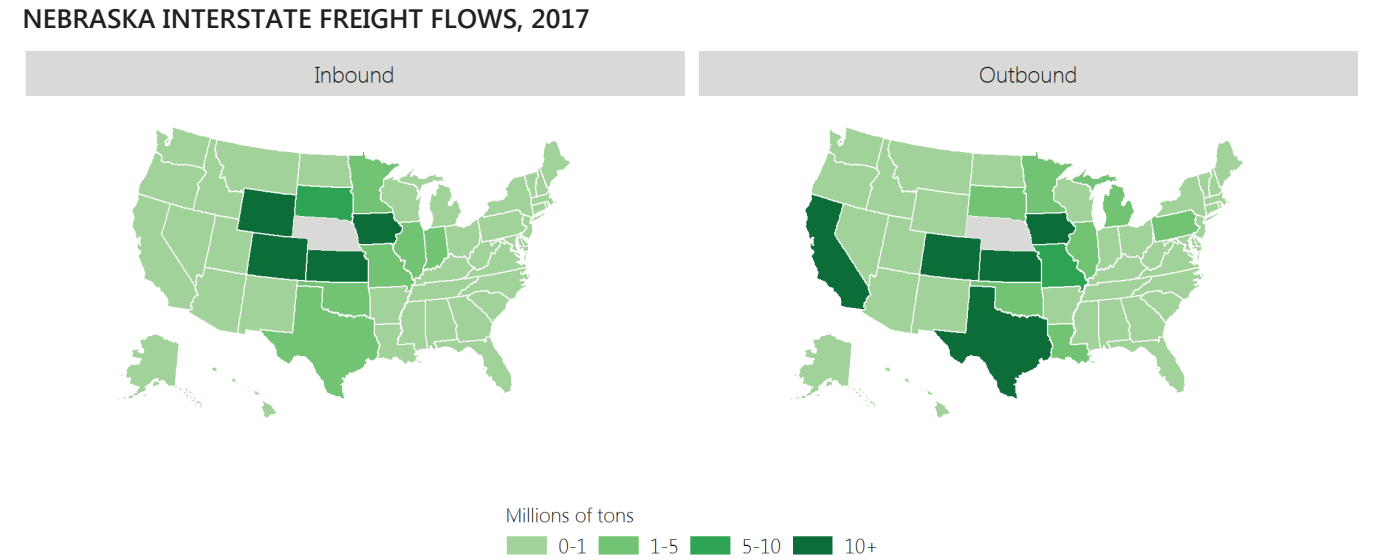 NEBRASKA INTERSTATE FREIGHT FLOWS, 2017
Inbound
Outbound
Millions of tons
0-1 1-5 5-10 10+